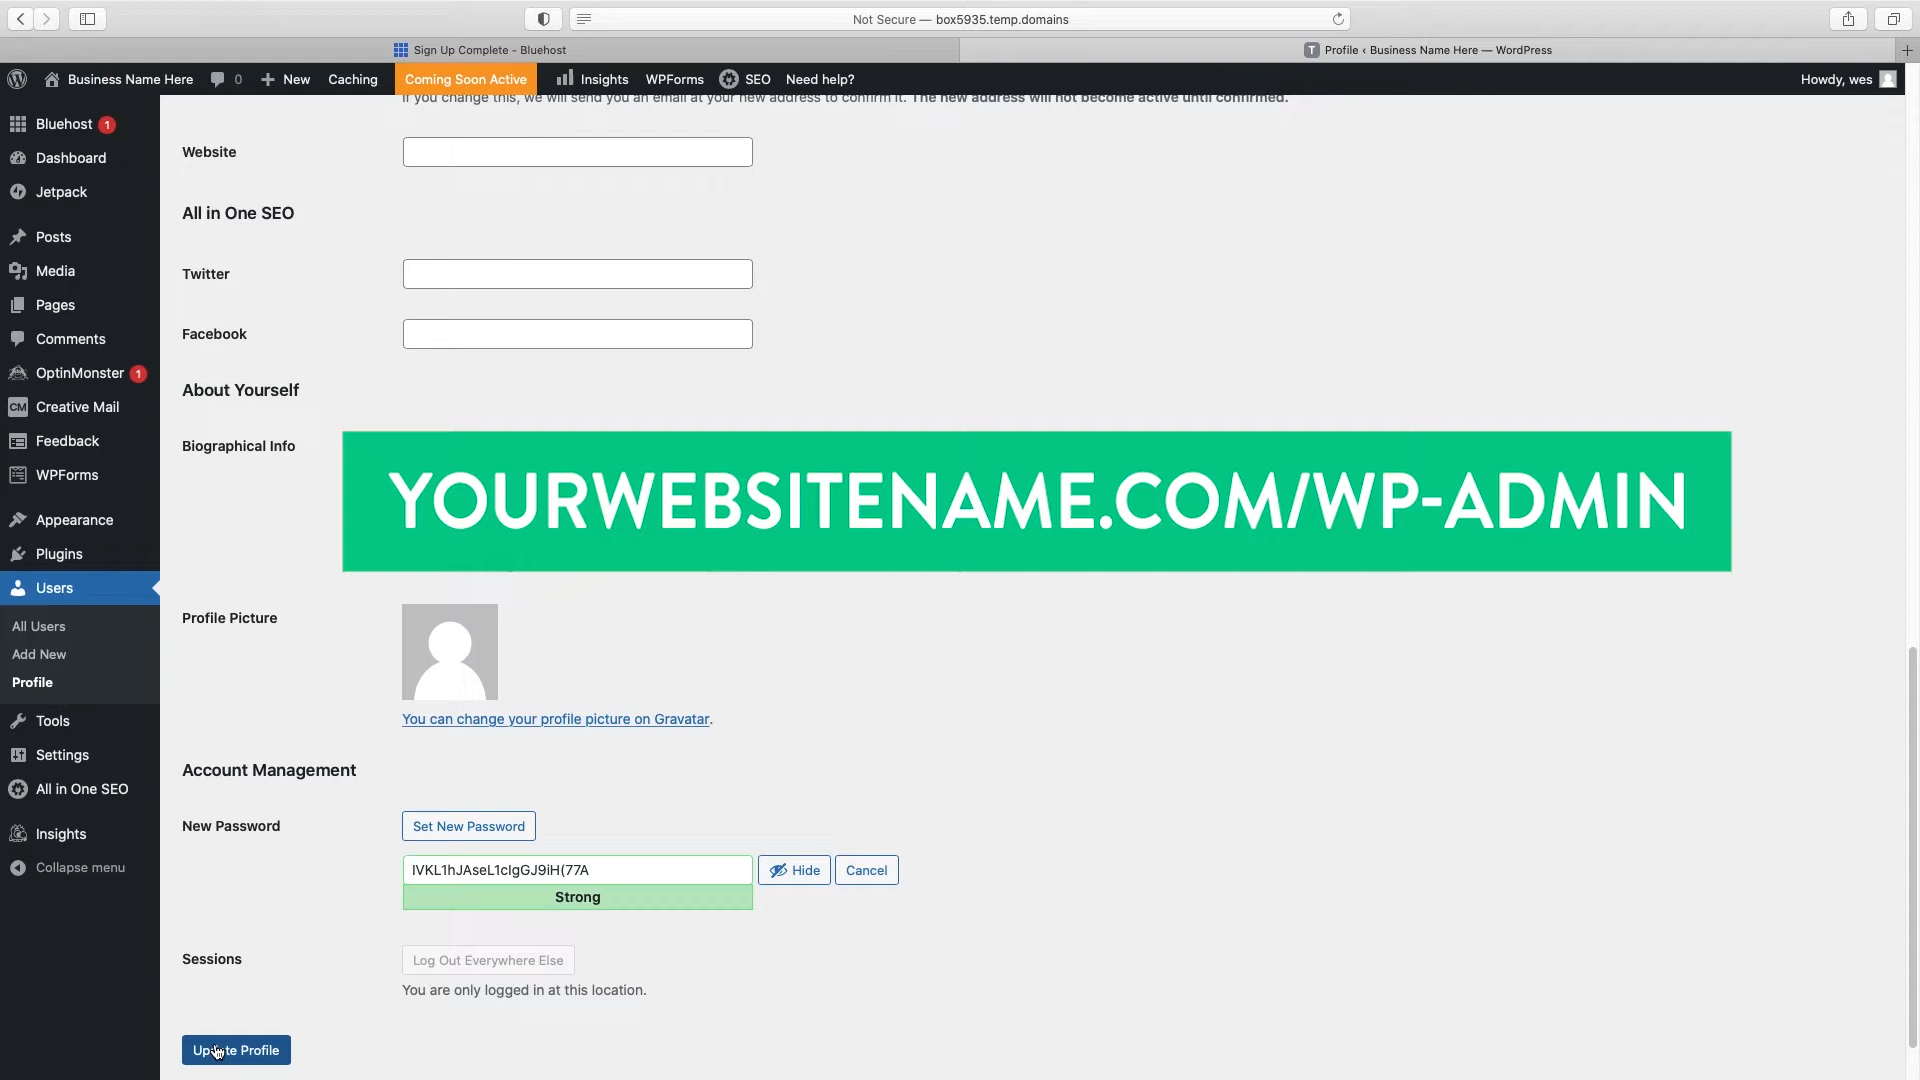 Not Secure — box5935.temp.domains
Sign Up Complete - Bluehost
T Profile ‹ Business Name Here — WordPress
Business Name Here 0 New Caching Coming Soon Active Insights WPForms SEO Need help? Howdy, wes
If you change this, we will send you an email at your new address to confirm it. The new address will not become active until confirmed.
Bluehost 1
Dashboard
Jetpack
Posts
Media
Pages
Comments
OptinMonster 1
CM Creative Mail
Feedback
WPForms
Appearance
Plugins
Users
All Users
Add New
Profile
Tools
Settings
All in One SEO
Insights
Collapse menu
Website
All in One SEO
Twitter
Facebook
About Yourself
Biographical Info
YOURWEBSITENAME.COM/WP-ADMIN
Profile Picture
You can change your profile picture on Gravatar.
Account Management
New Password
Set New Password
lVKL1hJAseL1clgGJ9iH(77A
Hide
Cancel
Strong
Sessions
Log Out Everywhere Else
You are only logged in at this location.
Update Profile